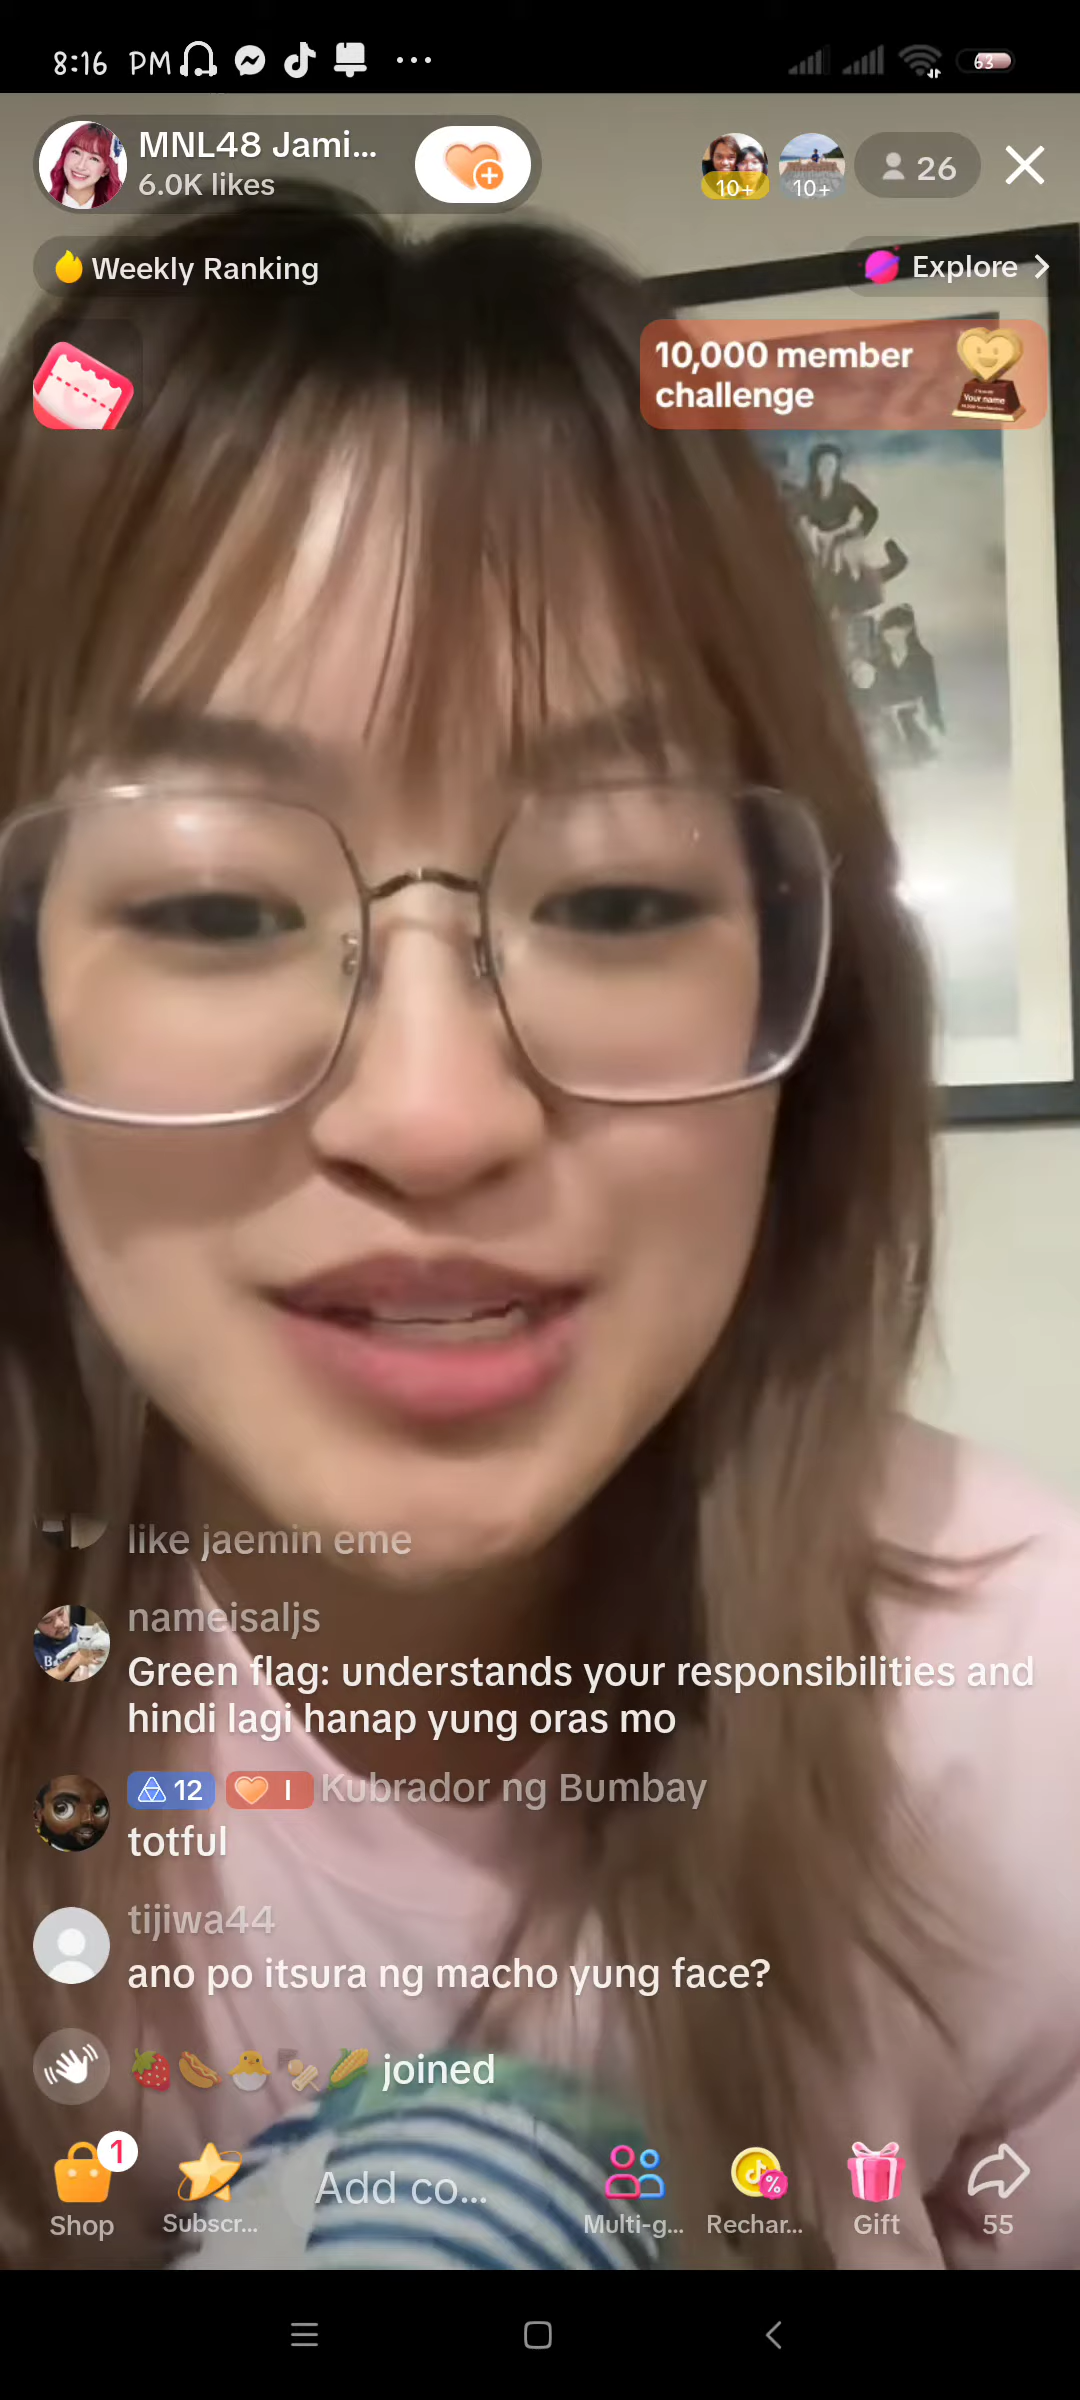 8:16 PM
63
MNL48 Jami...
6.0K likes
10+
10+
26
Weekly Ranking
Explore
10,000 member
challenge
Your name
like jaemin eme
nameisaljs
Green flag: understands your responsibilities and
hindi lagi hanap yung oras mo
12
I
Kubrador ng Bumbay
totful
tijiwa44
ano po itsura ng macho yung face?
joined
1
Shop
Subscr...
Add co...
Multi-g...
Rechar...
Gift
55